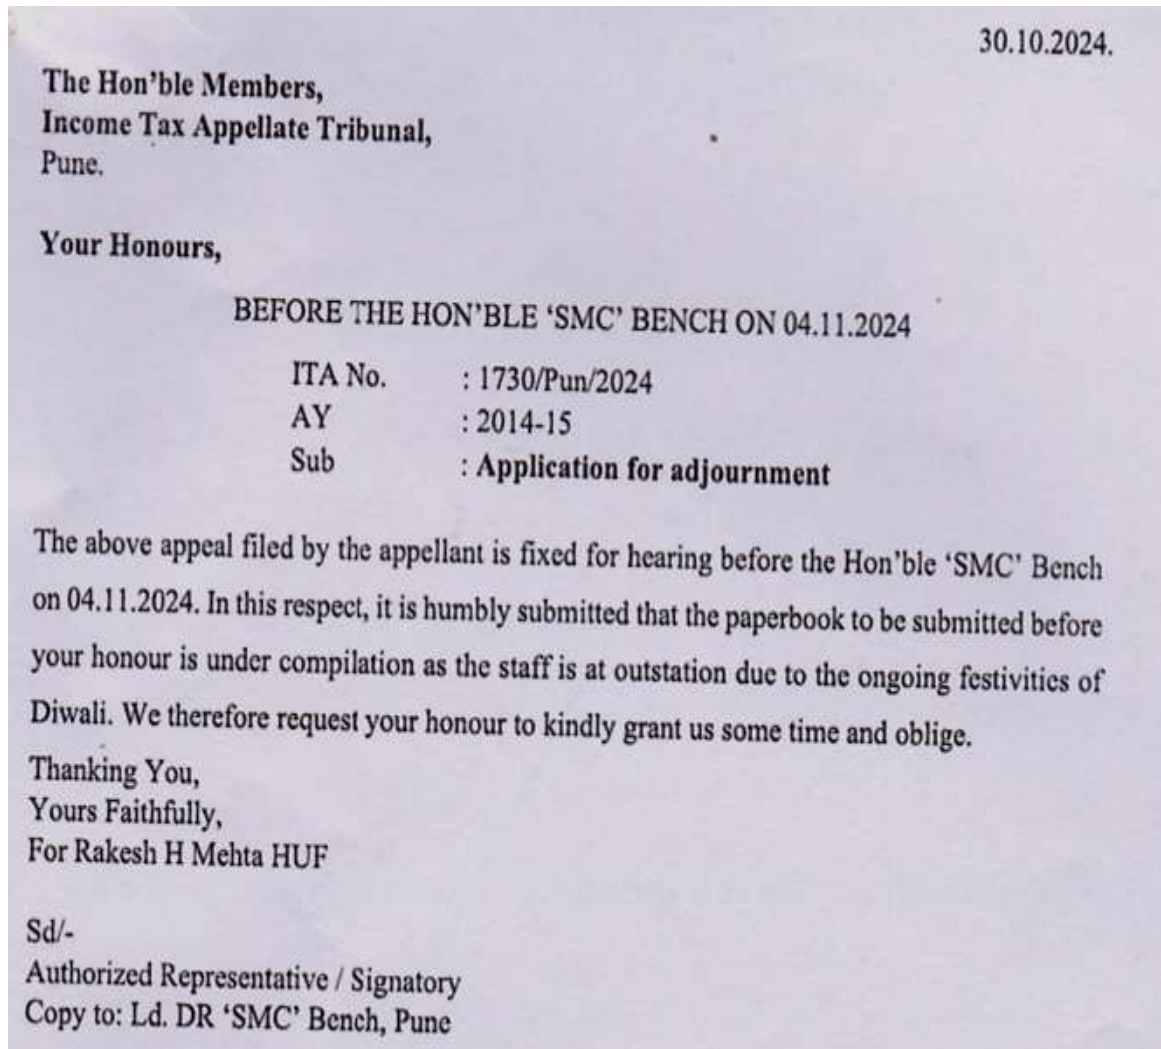 30.10.2024.
The Hon'ble Members,
Income Tax Appellate Tribunal,
Pune.
Your Honours,
BEFORE THE HON'BLE ‘SMC’ BENCH ON 04.11.2024
ITA No. : 1730/Pun/2024
AY : 2014-15
Sub : Application for adjournment
The above appeal filed by the appellant is fixed for hearing before the Hon'ble ‘SMC’ Bench
on 04.11.2024. In this respect, it is humbly submitted that the paperbook to be submitted before
your honour is under compilation as the staff is at outstation due to the ongoing festivities of
Diwali. We therefore request your honour to kindly grant us some time and oblige.
Thanking You,
Yours Faithfully,
For Rakesh H Mehta HUF
Sd/-
Authorized Representative / Signatory
Copy to: Ld. DR ‘SMC’ Bench, Pune